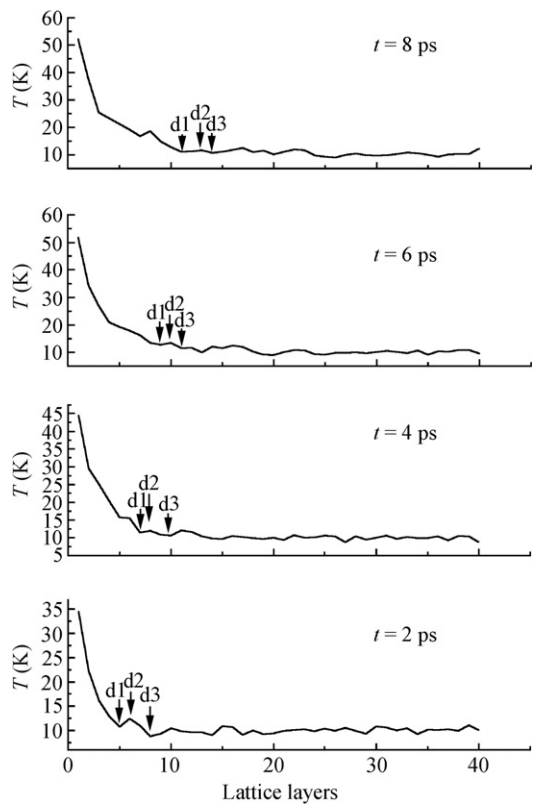 60
50
40
30
20
10
T (K)
t = 8 ps
d1
d2
d3
60
50
40
30
20
10
T (K)
t = 6 ps
d1
d2
d3
45
40
35
30
25
20
15
10
5
T (K)
t = 4 ps
d1
d2
d3
35
30
25
20
15
10
T (K)
t = 2 ps
d1
d2
d3
0 10 20 30 40
Lattice layers